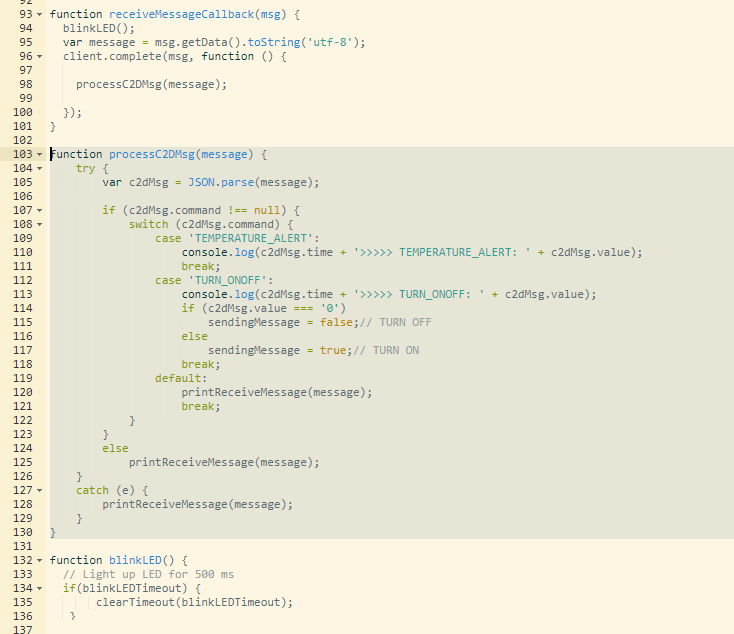 92
93 function receiveMessageCallback(msg) {
94   blinkLED();
95   var message = msg.getData().toString('utf-8');
96   client.complete(msg, function () {
97
98     processC2DMsg(message);
99
100   });
101 }
102
103 function processC2DMsg(message) {
104     try {
105         var c2dMsg = JSON.parse(message);
106
107         if (c2dMsg.command !== null) {
108             switch (c2dMsg.command) {
109                 case 'TEMPERATURE_ALERT':
110                     console.log(c2dMsg.time + '>>>>> TEMPERATURE_ALERT: ' + c2dMsg.value);
111                     break;
112                 case 'TURN_ONOFF':
113                     console.log(c2dMsg.time + '>>>>> TURN_ONOFF: ' + c2dMsg.value);
114                     if (c2dMsg.value === '0')
115                         sendingMessage = false;// TURN OFF
116                     else
117                         sendingMessage = true;// TURN ON
118                     break;
119                 default:
120                     printReceiveMessage(message);
121                     break;
122             }
123         }
124         else
125             printReceiveMessage(message);
126     }
127     catch (e) {
128         printReceiveMessage(message);
129     }
130 }
131
132 function blinkLED() {
133   // Light up LED for 500 ms
134   if(blinkLEDTimeout) {
135        clearTimeout(blinkLEDTimeout);
136    }
137